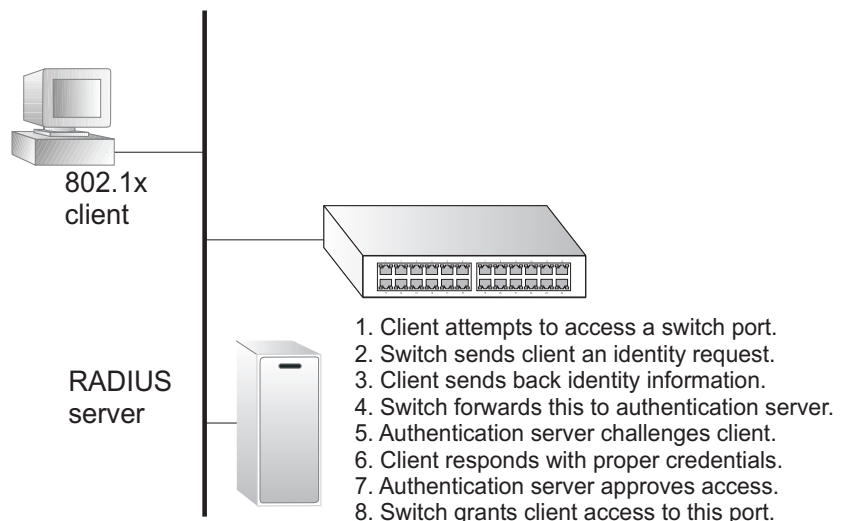 802.1x
client
RADIUS
server
1. Client attempts to access a switch port.
2. Switch sends client an identity request.
3. Client sends back identity information.
4. Switch forwards this to authentication server.
5. Authentication server challenges client.
6. Client responds with proper credentials.
7. Authentication server approves access.
8. Switch grants client access to this port.